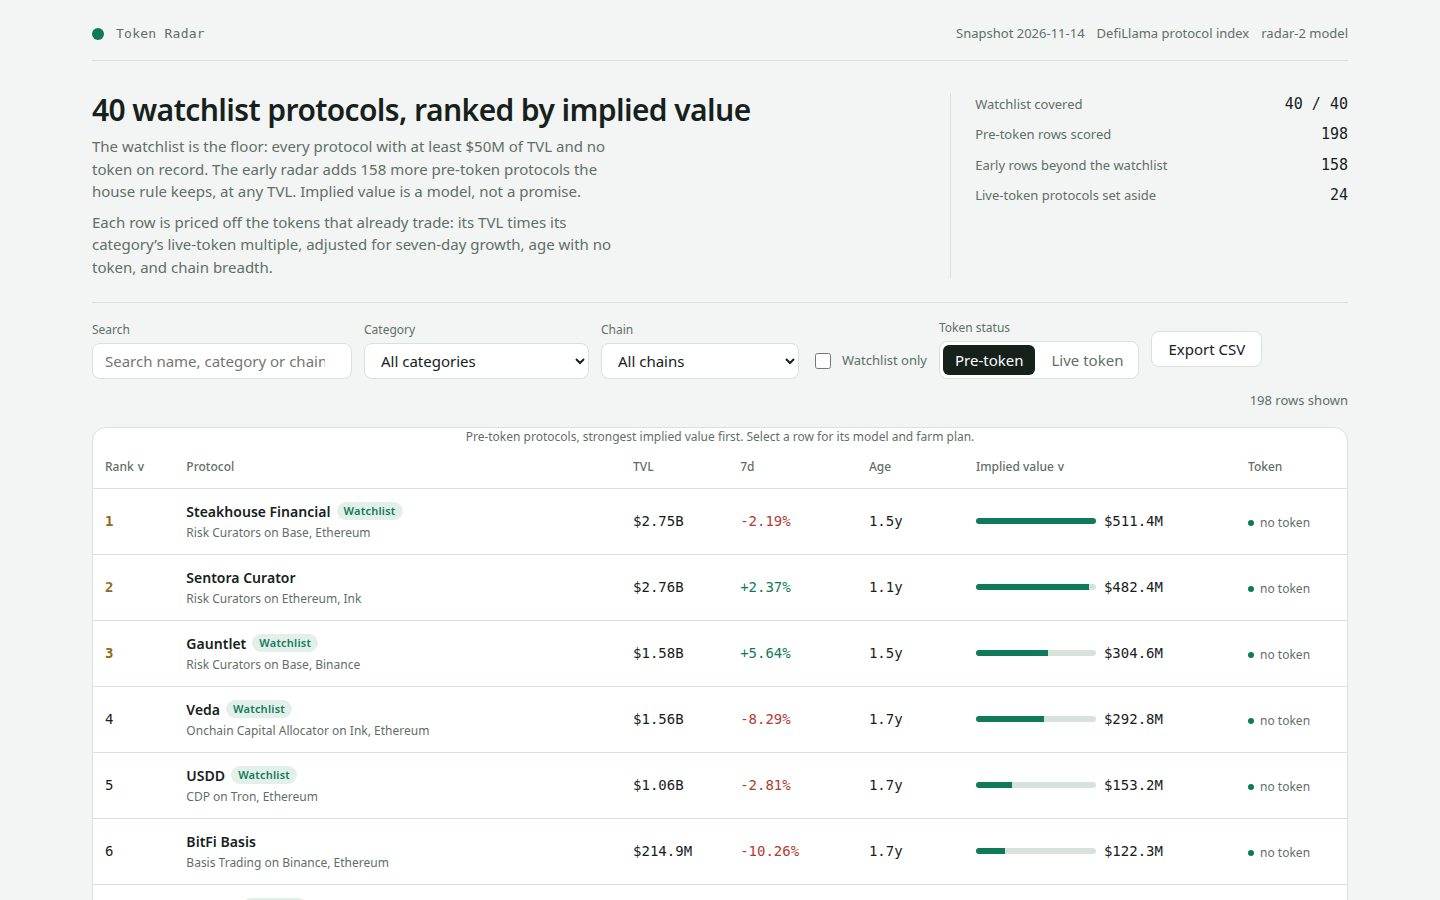 Token Radar
Snapshot 2026-11-14 DefiLlama protocol index radar-2 model
40 watchlist protocols, ranked by implied value
The watchlist is the floor: every protocol with at least $50M of TVL and no
token on record. The early radar adds 158 more pre-token protocols the
house rule keeps, at any TVL. Implied value is a model, not a promise.
Each row is priced off the tokens that already trade: its TVL times its
category's live-token multiple, adjusted for seven-day growth, age with no
token, and chain breadth.
Watchlist covered 40 / 40
Pre-token rows scored 198
Early rows beyond the watchlist 158
Live-token protocols set aside 24
Search
Search name, category or chain
Category
All categories
Chain
All chains
Watchlist only
Token status
Pre-token Live token
Export CSV
198 rows shown
Pre-token protocols, strongest implied value first. Select a row for its model and farm plan.
Rank v Protocol TVL 7d Age Implied value v Token
1 Steakhouse Financial Watchlist $2.75B -2.19% 1.5y $511.4M no token
Risk Curators on Base, Ethereum
2 Sentora Curator $2.76B +2.37% 1.1y $482.4M no token
Risk Curators on Ethereum, Ink
3 Gauntlet Watchlist $1.58B +5.64% 1.5y $304.6M no token
Risk Curators on Base, Binance
4 Veda Watchlist $1.56B -8.29% 1.7y $292.8M no token
Onchain Capital Allocator on Ink, Ethereum
5 USDD Watchlist $1.06B -2.81% 1.7y $153.2M no token
CDP on Tron, Ethereum
6 BitFi Basis $214.9M -10.26% 1.7y $122.3M no token
Basis Trading on Binance, Ethereum